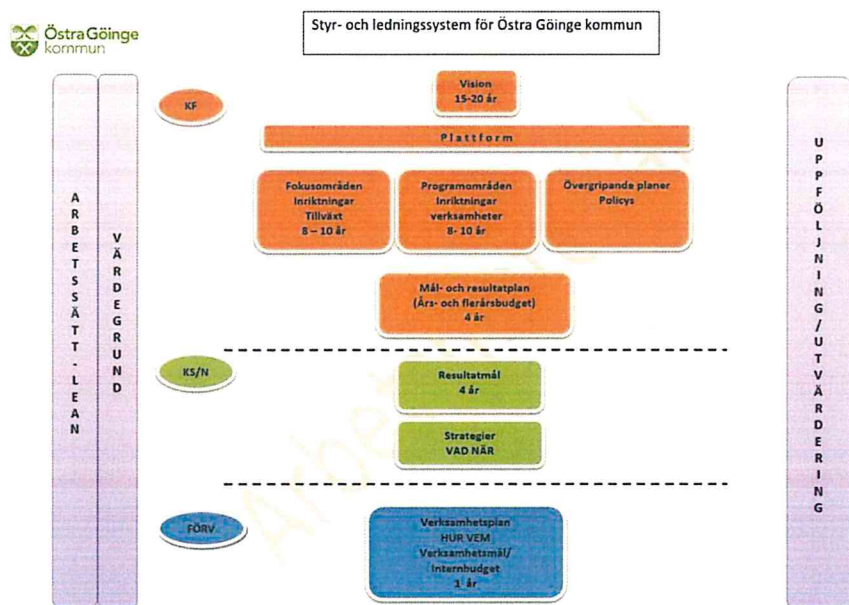 Östra Göinge
kommun
Styr- och ledningssystem för Östra Göinge kommun
ARBETSSÄTT-LEAN
VÄRDEGRUND
KF
Vision
15-20 år
Plattform
Fokusområden
Inriktningar
Tillväxt
8 – 10 år
Programområden
Inriktningar
verksamheter
8- 10 år
Övergripande planer
Policys
Mål- och resultatplan
(Års- och flerårsbudget)
4 år
KS/N
Resultatmål
4 år
Strategier
VAD NÄR
FÖRV
Verksamhetsplan
HUR VEM
Verksamhetsmål/
Internbudget
1 år
UPPFÖLJNING/UTVÄRDERING